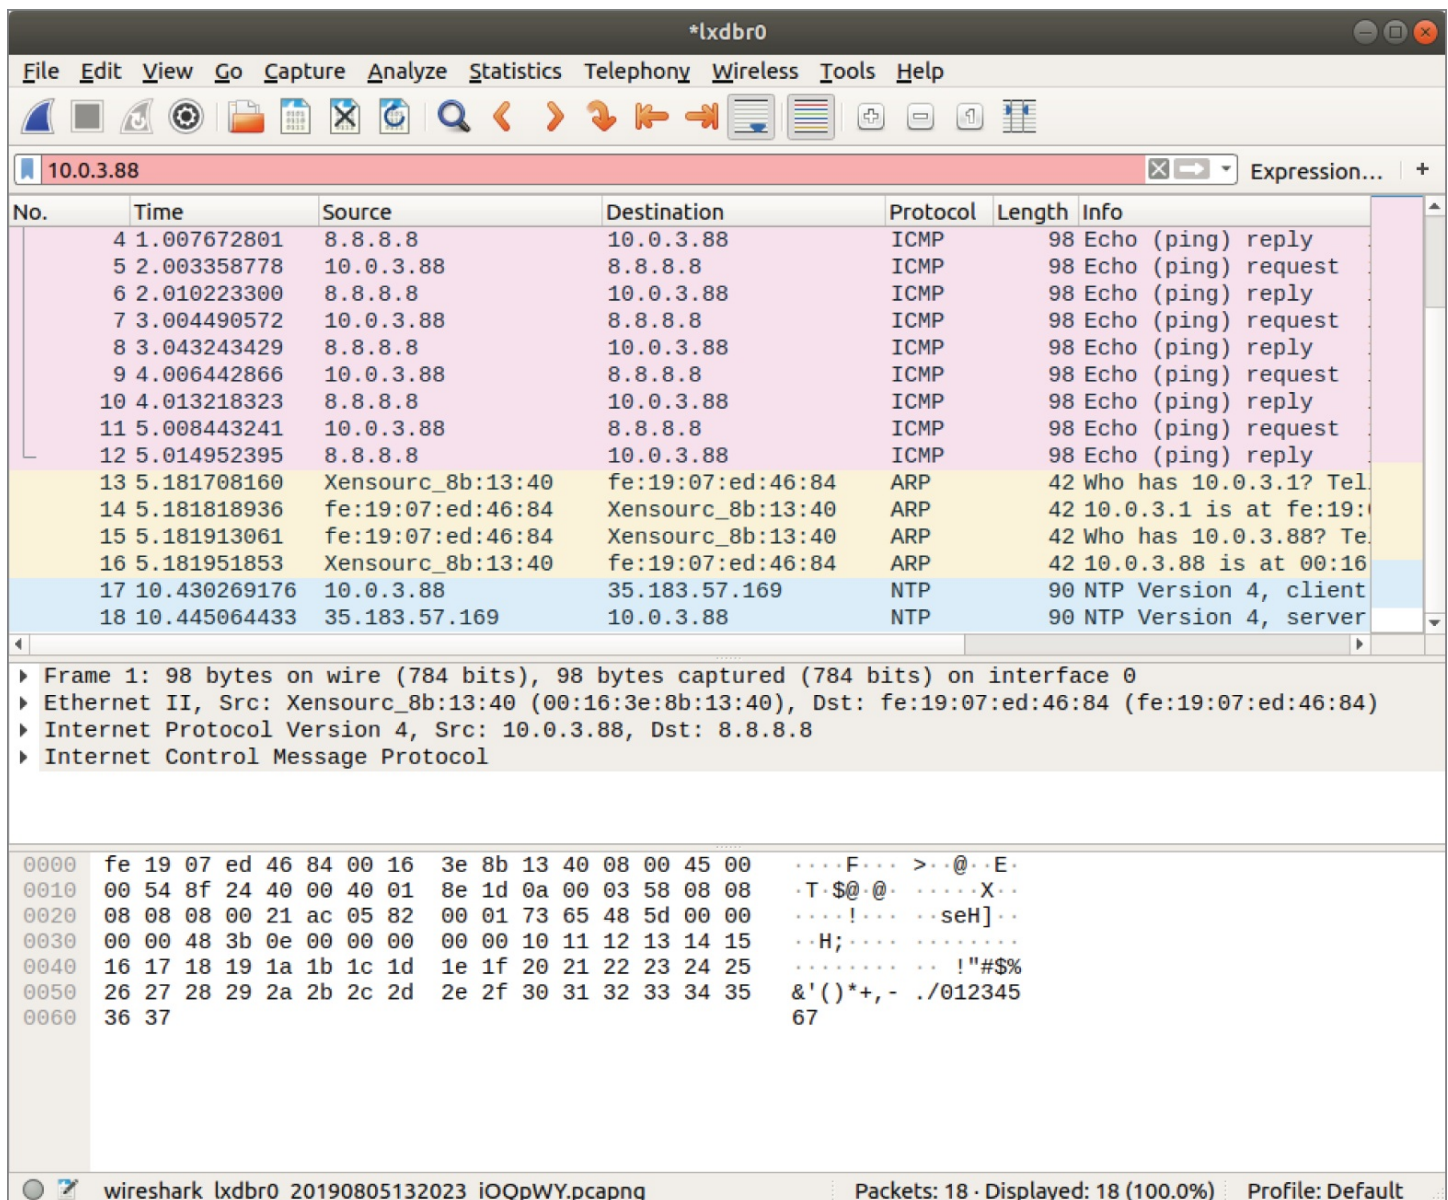 *lxdbr0
File Edit View Go Capture Analyze Statistics Telephony Wireless Tools Help
10.0.3.88 Expression... +
No. Time Source Destination Protocol Length Info
4 1.007672801 8.8.8.8 10.0.3.88 ICMP 98 Echo (ping) reply
5 2.003358778 10.0.3.88 8.8.8.8 ICMP 98 Echo (ping) request
6 2.010223300 8.8.8.8 10.0.3.88 ICMP 98 Echo (ping) reply
7 3.004490572 10.0.3.88 8.8.8.8 ICMP 98 Echo (ping) request
8 3.043243429 8.8.8.8 10.0.3.88 ICMP 98 Echo (ping) reply
9 4.006442866 10.0.3.88 8.8.8.8 ICMP 98 Echo (ping) request
10 4.013218323 8.8.8.8 10.0.3.88 ICMP 98 Echo (ping) reply
11 5.008443241 10.0.3.88 8.8.8.8 ICMP 98 Echo (ping) request
12 5.014952395 8.8.8.8 10.0.3.88 ICMP 98 Echo (ping) reply
13 5.181708160 Xensourc_8b:13:40 fe:19:07:ed:46:84 ARP 42 Who has 10.0.3.1? Tel
14 5.181818936 fe:19:07:ed:46:84 Xensourc_8b:13:40 ARP 42 10.0.3.1 is at fe:19:
15 5.181913061 fe:19:07:ed:46:84 Xensourc_8b:13:40 ARP 42 Who has 10.0.3.88? Te
16 5.181951853 Xensourc_8b:13:40 fe:19:07:ed:46:84 ARP 42 10.0.3.88 is at 00:16
17 10.430269176 10.0.3.88 35.183.57.169 NTP 90 NTP Version 4, client
18 10.445064433 35.183.57.169 10.0.3.88 NTP 90 NTP Version 4, server
Frame 1: 98 bytes on wire (784 bits), 98 bytes captured (784 bits) on interface 0
Ethernet II, Src: Xensourc_8b:13:40 (00:16:3e:8b:13:40), Dst: fe:19:07:ed:46:84 (fe:19:07:ed:46:84)
Internet Protocol Version 4, Src: 10.0.3.88, Dst: 8.8.8.8
Internet Control Message Protocol
0000 fe 19 07 ed 46 84 00 16 3e 8b 13 40 08 00 45 00 ····F··· >··@··E·
0010 00 54 8f 24 40 00 40 01 8e 1d 0a 00 03 58 08 08 ·T·$@·@· ·····X··
0020 08 08 08 00 21 ac 05 82 00 01 73 65 48 5d 00 00 ····!··· ··seH]··
0030 00 00 48 3b 0e 00 00 00 00 00 10 11 12 13 14 15 ··H;···· ········
0040 16 17 18 19 1a 1b 1c 1d 1e 1f 20 21 22 23 24 25 ········ ·· !"#$%
0050 26 27 28 29 2a 2b 2c 2d 2e 2f 30 31 32 33 34 35 &'()*+,- ./012345
0060 36 37 67
wireshark_lxdbr0_20190805132023_iOQpWY.pcapng Packets: 18 · Displayed: 18 (100.0%) Profile: Default